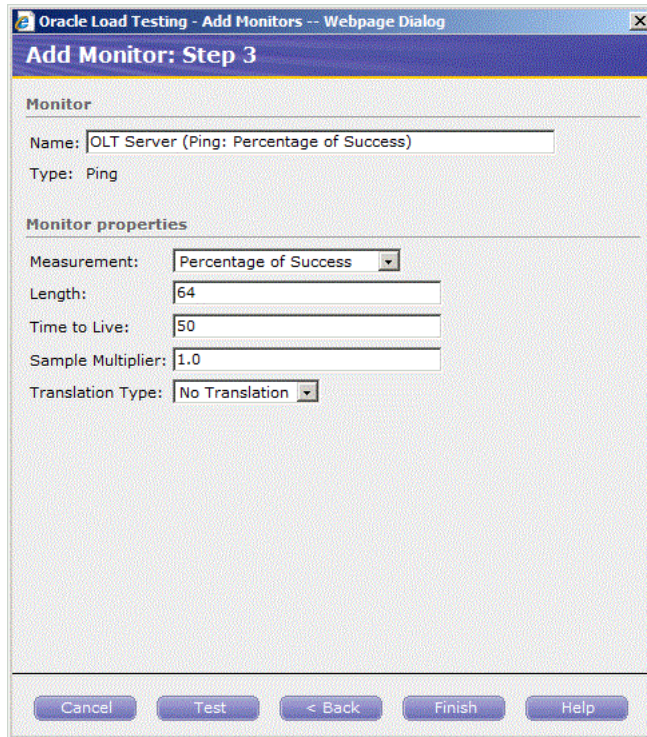 Oracle Load Testing - Add Monitors -- Webpage Dialog
Add Monitor: Step 3
Monitor
Name: OLT Server (Ping: Percentage of Success)
Type: Ping
Monitor properties
Measurement: Percentage of Success
Length: 64
Time to Live: 50
Sample Multiplier: 1.0
Translation Type: No Translation
Cancel Test < Back Finish Help